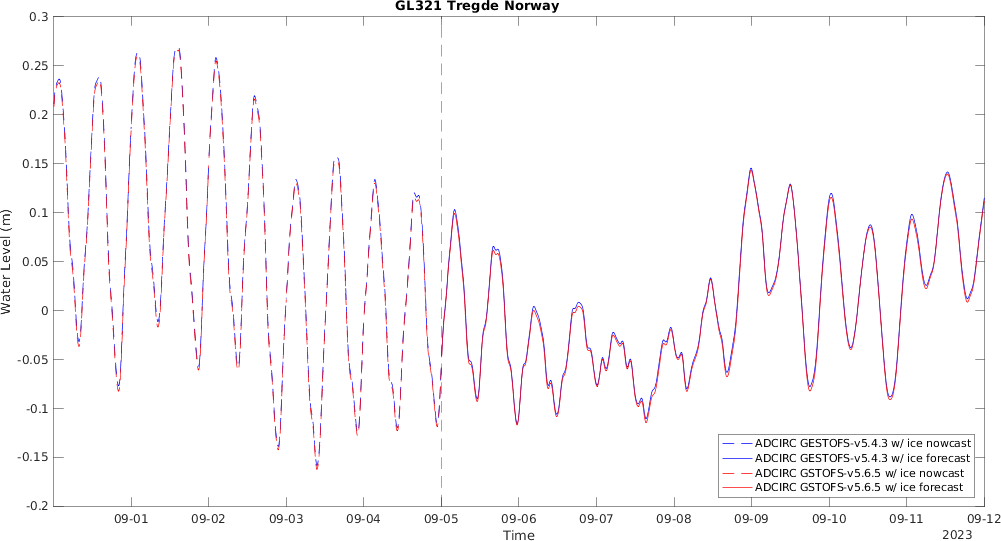 GL321 Tregde Norway
0.3
0.25
0.2
0.15
0.1
0.05
0
-0.05
-0.1
-0.15
-0.2
Water Level (m)
ADCIRC GESTOFS-v5.4.3 w/ ice nowcast
ADCIRC GESTOFS-v5.4.3 w/ ice forecast
ADCIRC GSTOFS-v5.6.5 w/ ice nowcast
ADCIRC GSTOFS-v5.6.5 w/ ice forecast
09-01 09-02 09-03 09-04 09-05 09-06 09-07 09-08 09-09 09-10 09-11 09-12
Time
2023